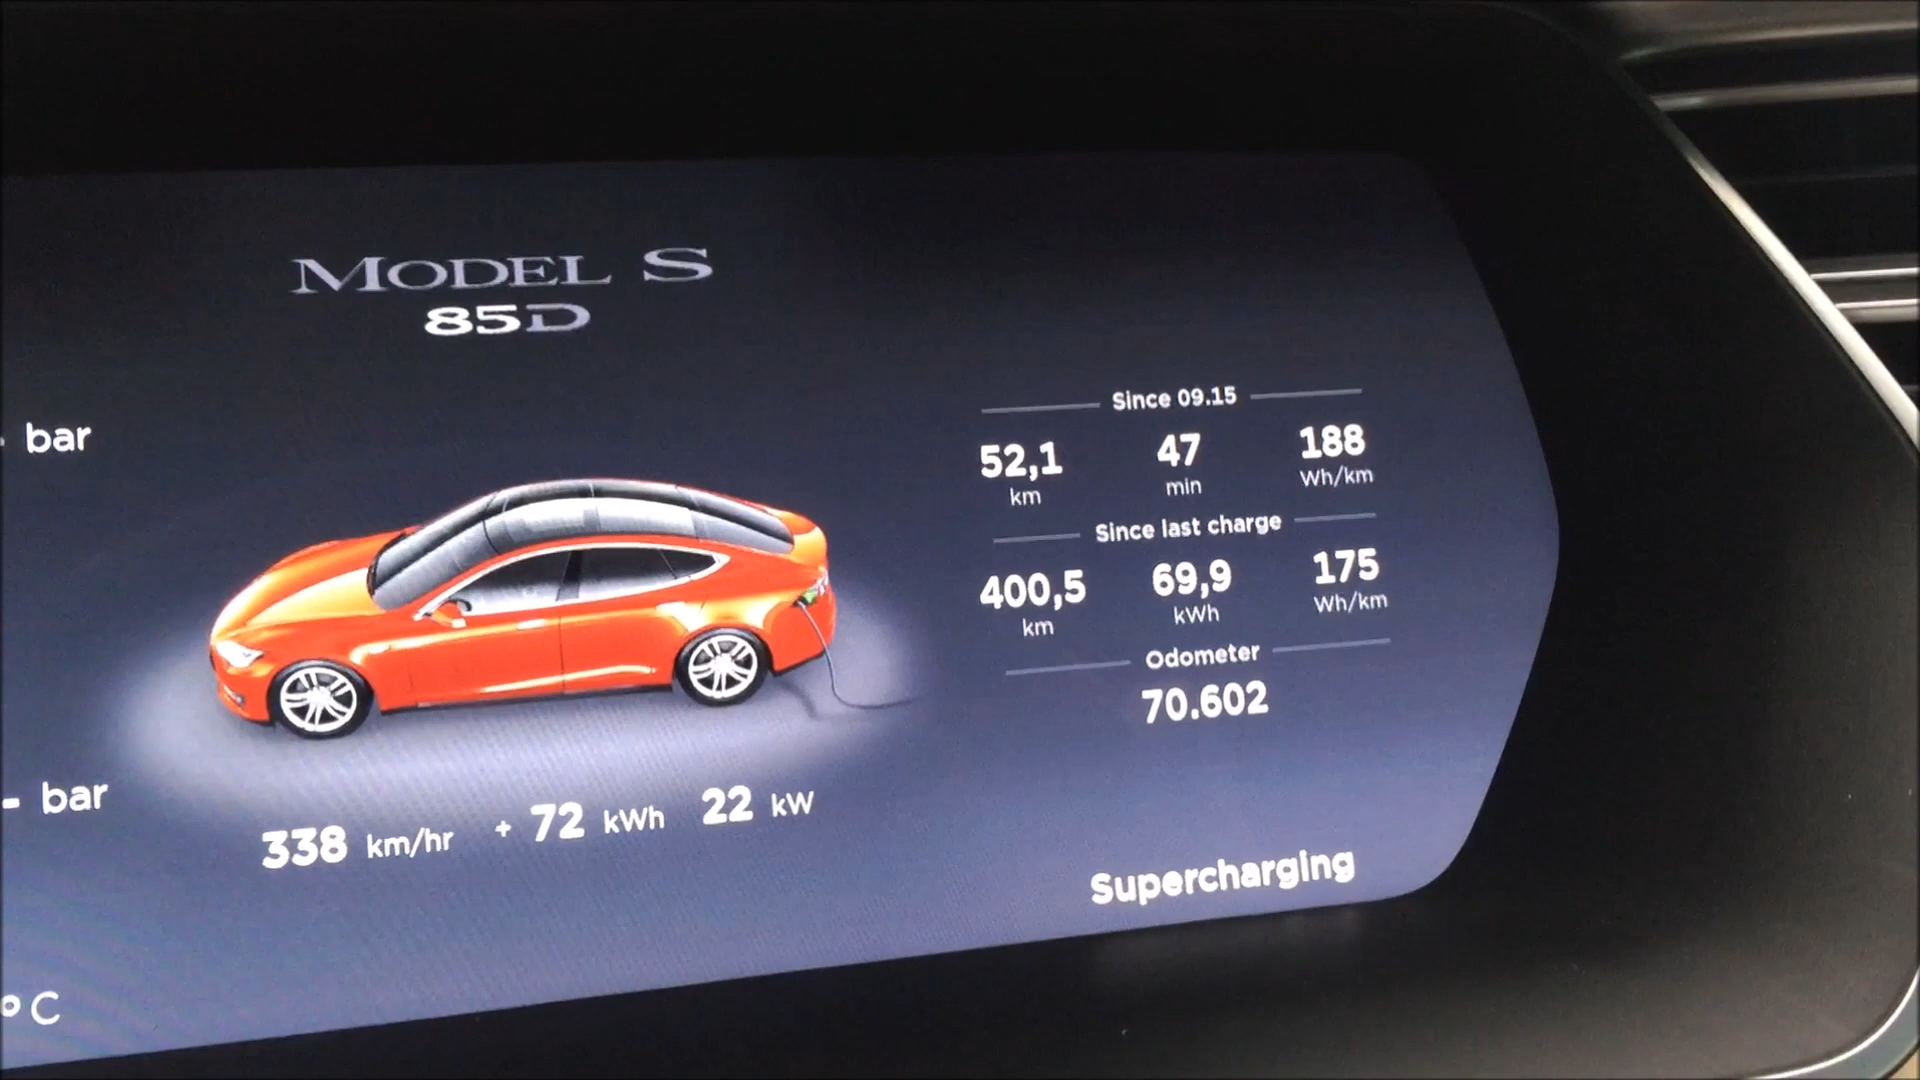 MODEL S
85D
bar
Since 09.15
52,1 47 188
km min Wh/km
Since last charge
400,5 69,9 175
km kWh Wh/km
Odometer
70.602
- bar
338 km/hr + 72 kWh 22 kW
Supercharging
°C